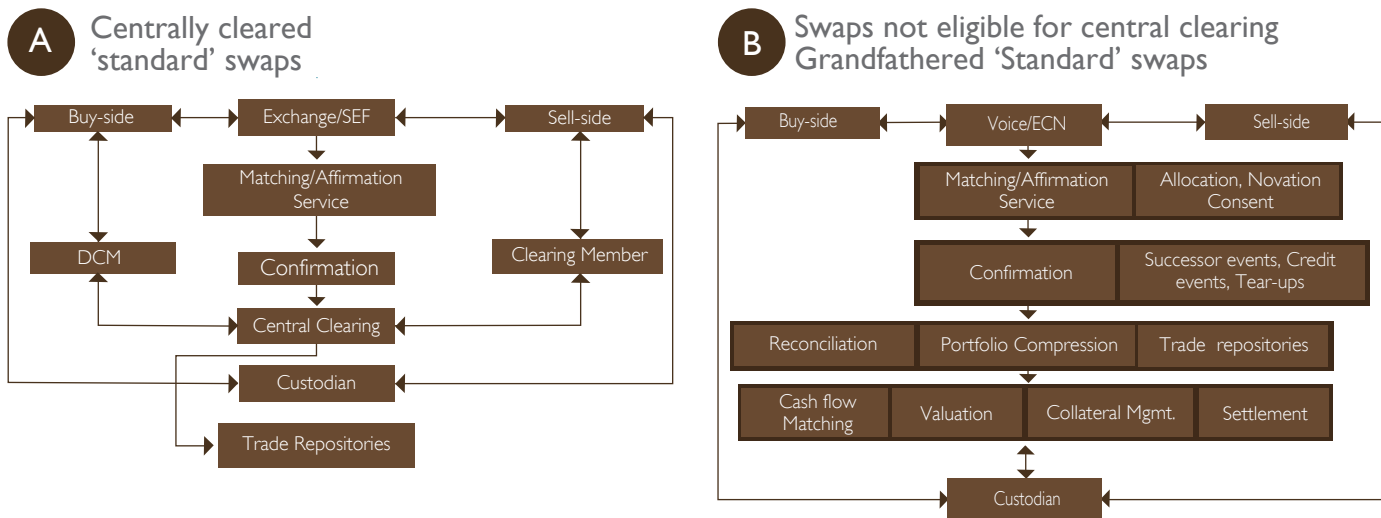 A
Centrally cleared
‘standard’ swaps
Buy-side
Exchange/SEF
Sell-side
Matching/Affirmation
Service
DCM
Confirmation
Clearing Member
Central Clearing
Custodian
Trade Repositories
B
Swaps not eligible for central clearing
Grandfathered ‘Standard’ swaps
Buy-side
Voice/ECN
Sell-side
Matching/Affirmation
Service
Allocation, Novation
Consent
Confirmation
Successor events, Credit
events, Tear-ups
Reconciliation
Portfolio Compression
Trade repositories
Cash flow
Matching
Valuation
Collateral Mgmt.
Settlement
Custodian